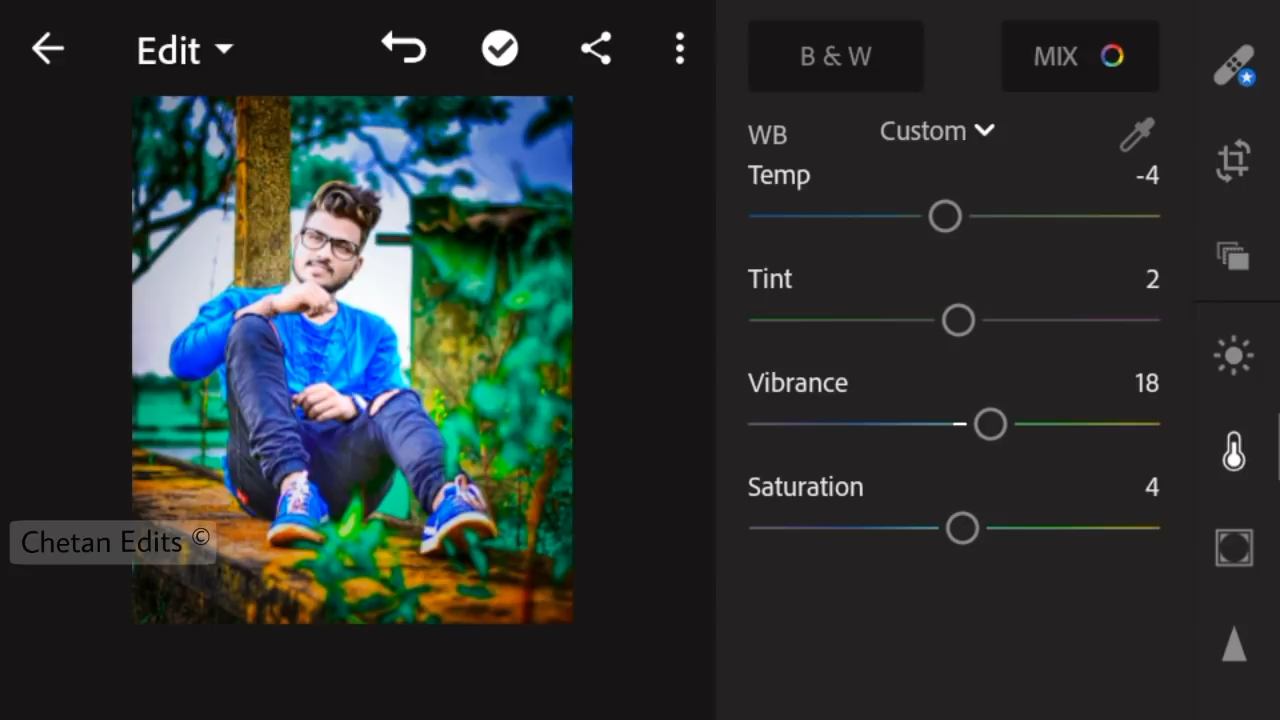 Edit
B & W
MIX
WB
Custom
Temp
-4
Tint
2
Vibrance
18
Saturation
4
Chetan Edits ©